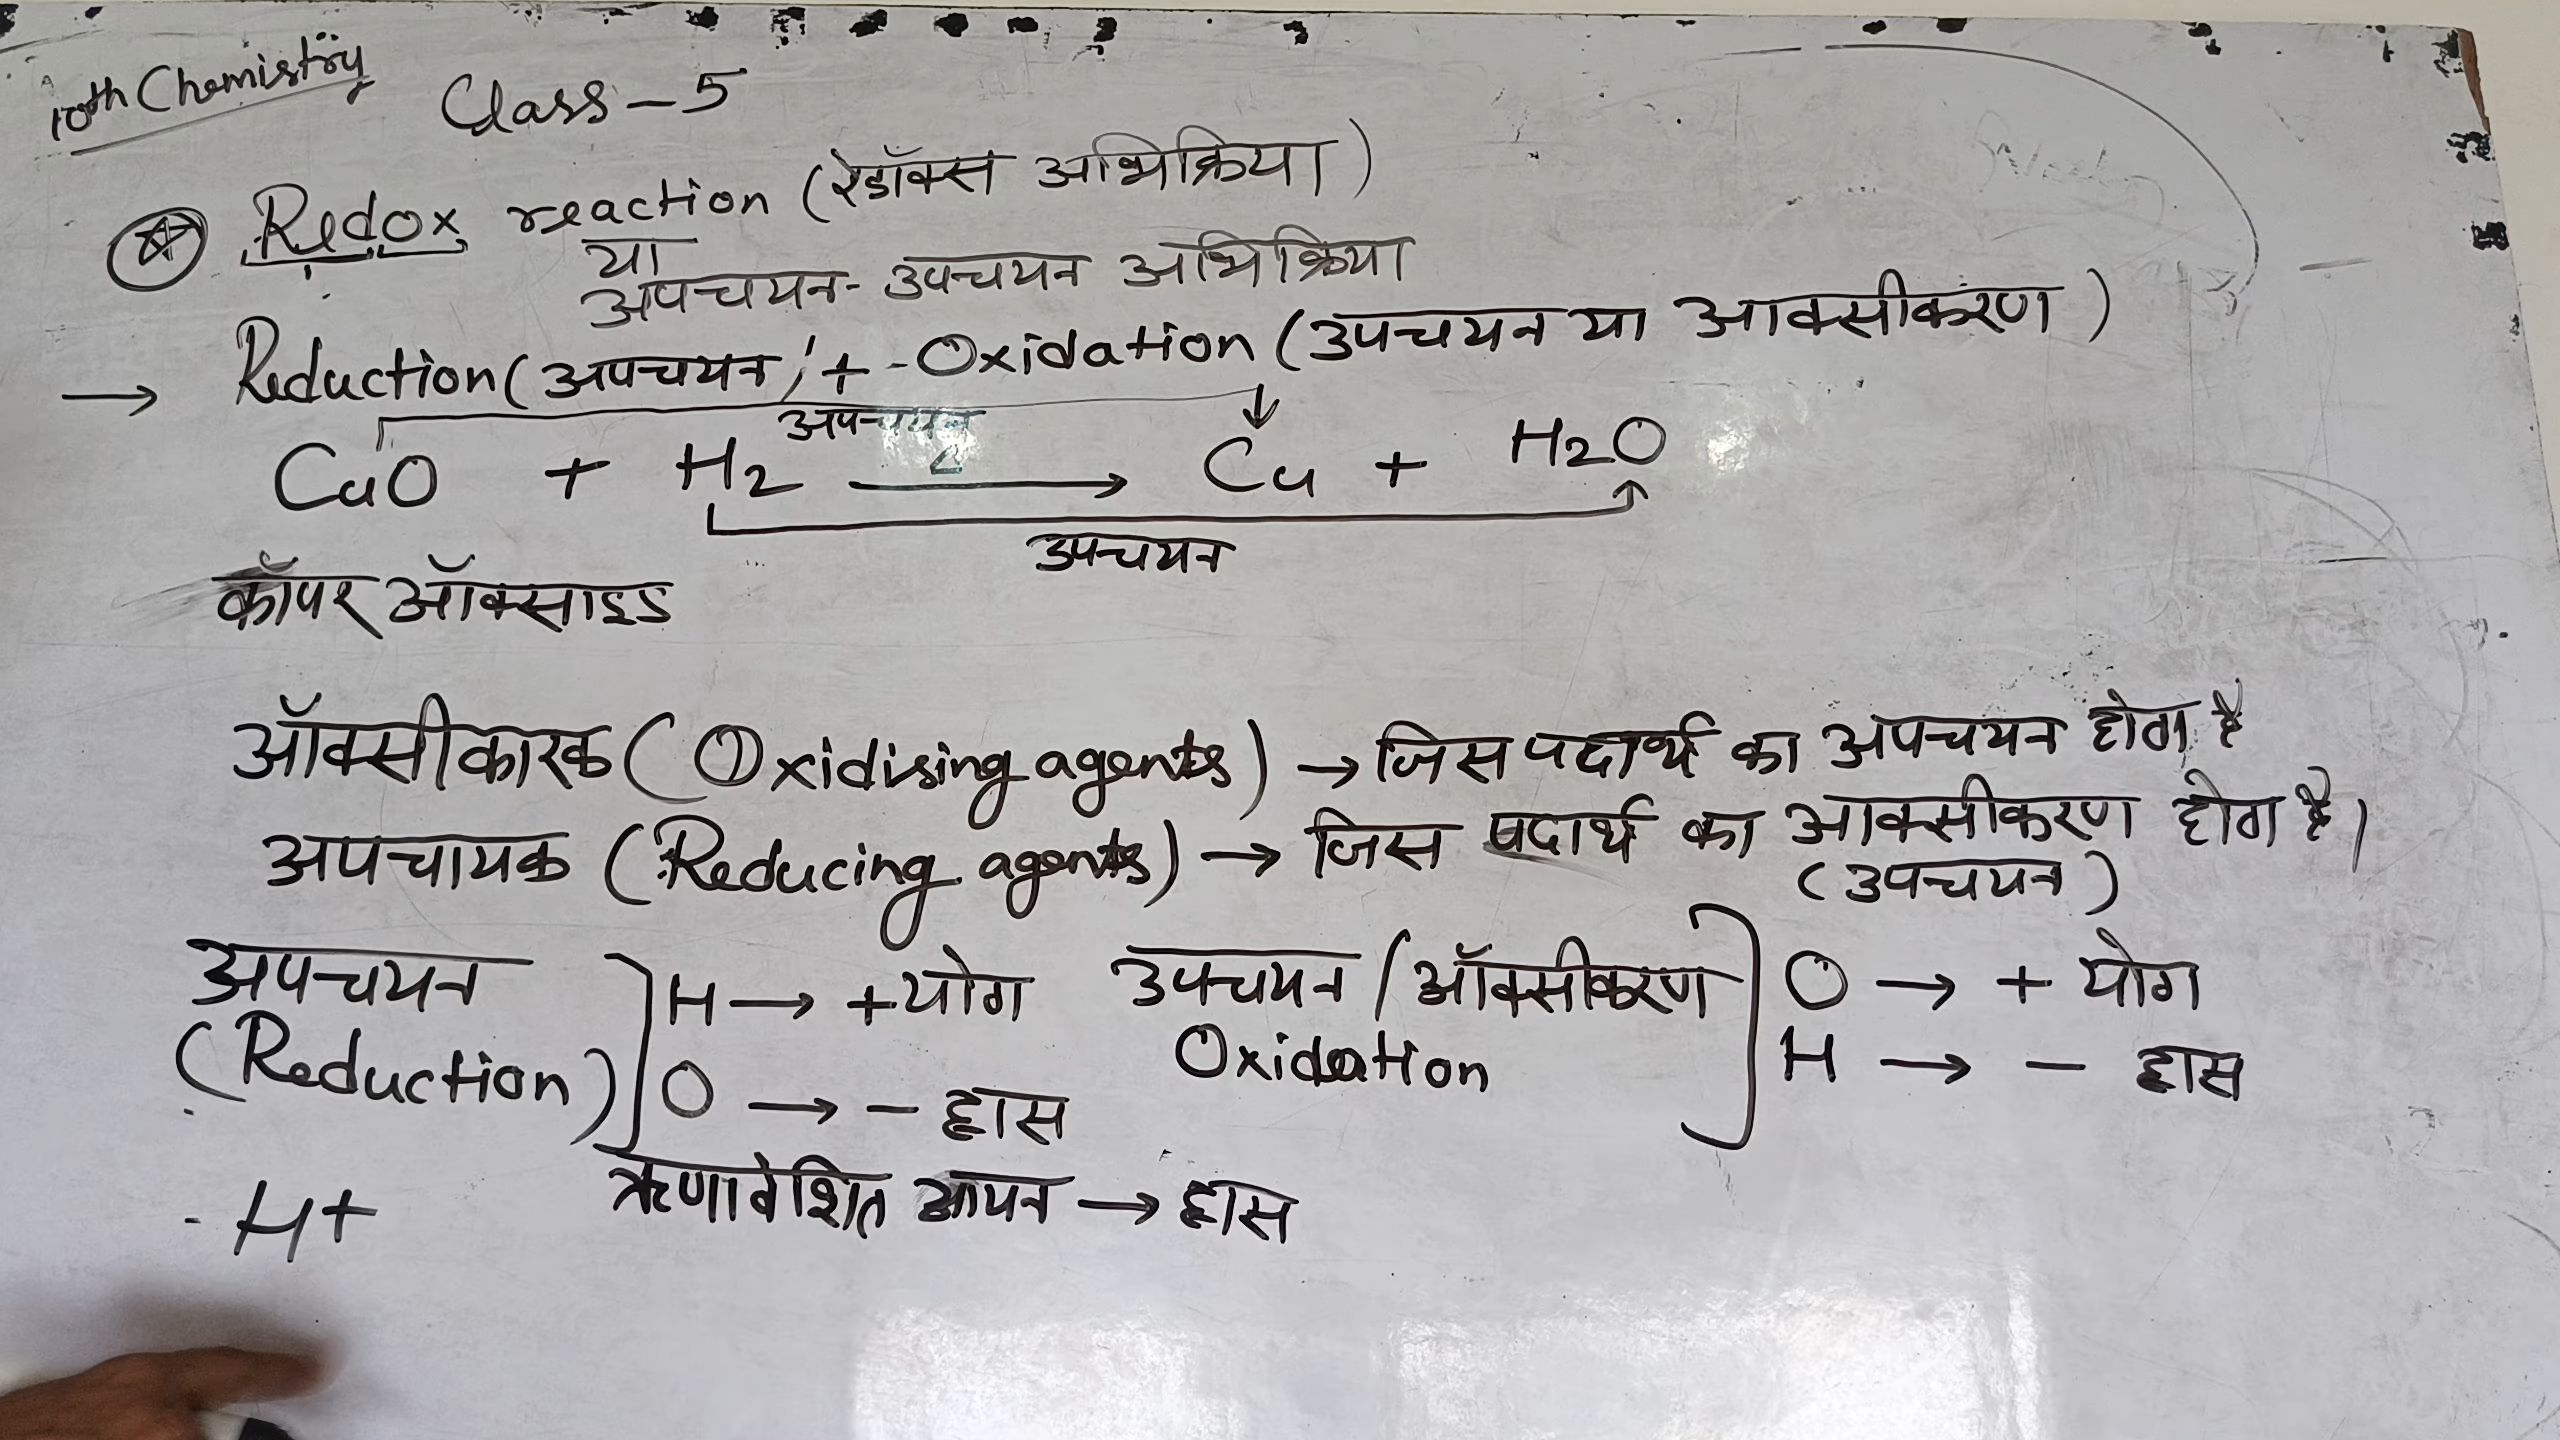 10th Chemistry
Class - 5
Redox reaction (रेडॉक्स अभिक्रिया)
या
अपचयन- उपचयन अभिक्रिया
→ Reduction (अपचयन) + Oxidation (उपचयन या आक्सीकरण)
अपचयन
CuO + H2 Δ→ Cu + H2O
उपचयन
कॉपर ऑक्साइड
ऑक्सीकारक (Oxidising agents) → जिस पदार्थ का अपचयन होता है
अपचायक (Reducing agents) → जिस पदार्थ का आक्सीकरण होता है।
(उपचयन)
अपचयन ] H → + योग उपचयन / ऑक्सीकरण ] O → + योग
(Reduction) O → - ह्रास Oxidation H → - ह्रास
H+ ऋणावेशित आयन → ह्रास